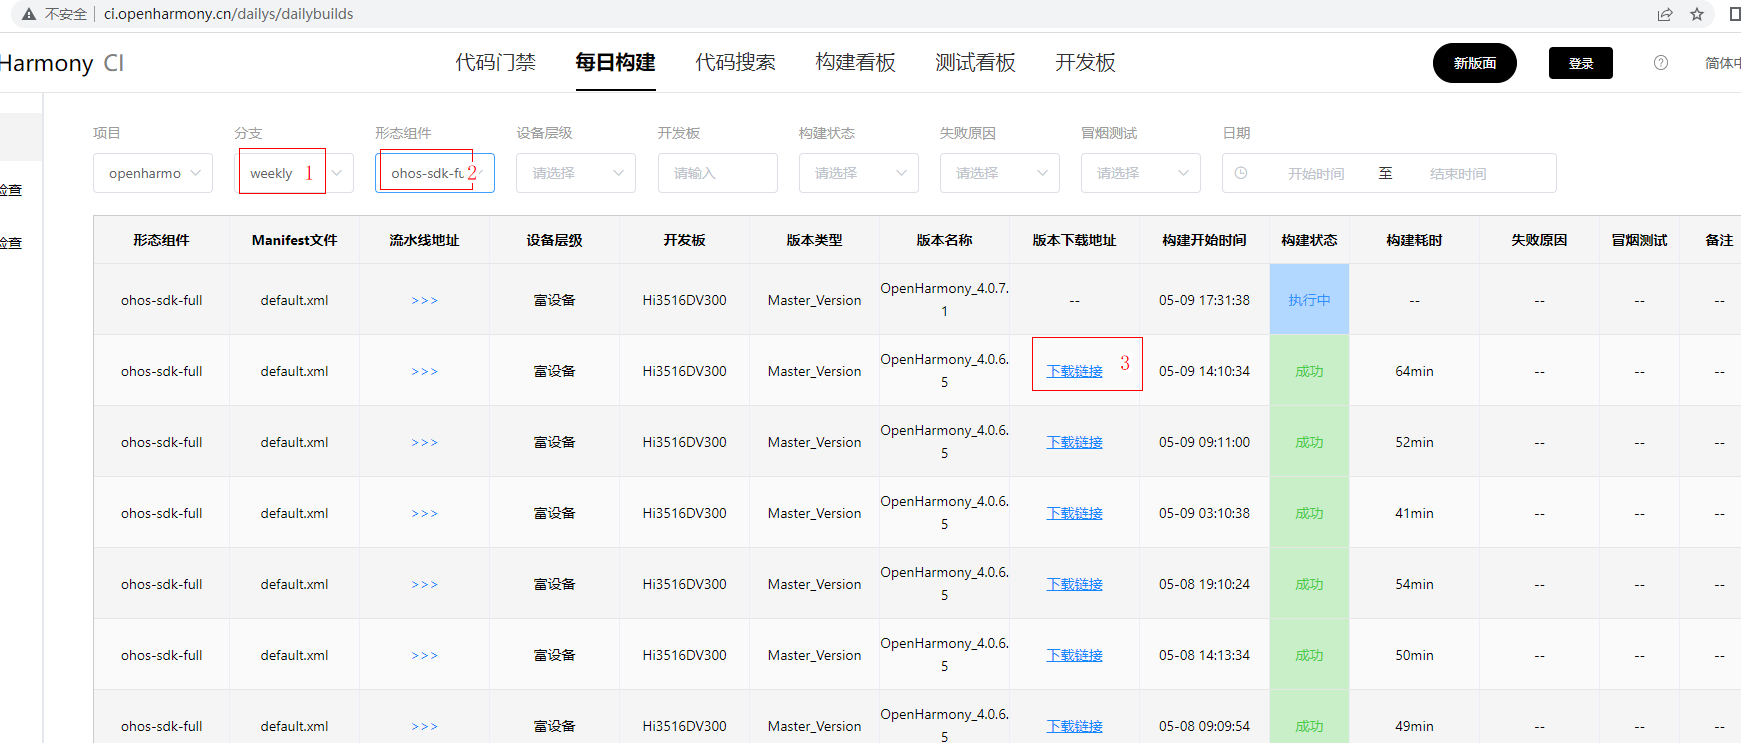 不安全 ci.openharmony.cn/dailys/dailybuilds
Harmony CI 代码门禁 每日构建 代码搜索 构建看板 测试看板 开发板 新版面 登录 简体中
检查
检查
项目 分支 形态组件 设备层级 开发板 构建状态 失败原因 冒烟测试 日期
openharmo weekly 1 ohos-sdk-fu 2 请选择 请输入 请选择 请选择 请选择 开始时间 至 结束时间
形态组件 Manifest文件 流水线地址 设备层级 开发板 版本类型 版本名称 版本下载地址 构建开始时间 构建状态 构建耗时 失败原因 冒烟测试 备注
ohos-sdk-full default.xml >>> 富设备 Hi3516DV300 Master_Version OpenHarmony_4.0.7.1 -- 05-09 17:31:38 执行中 -- -- -- --
ohos-sdk-full default.xml >>> 富设备 Hi3516DV300 Master_Version OpenHarmony_4.0.6.5 下载链接 3 05-09 14:10:34 成功 64min -- -- --
ohos-sdk-full default.xml >>> 富设备 Hi3516DV300 Master_Version OpenHarmony_4.0.6.5 下载链接 05-09 09:11:00 成功 52min -- -- --
ohos-sdk-full default.xml >>> 富设备 Hi3516DV300 Master_Version OpenHarmony_4.0.6.5 下载链接 05-09 03:10:38 成功 41min -- -- --
ohos-sdk-full default.xml >>> 富设备 Hi3516DV300 Master_Version OpenHarmony_4.0.6.5 下载链接 05-08 19:10:24 成功 54min -- -- --
ohos-sdk-full default.xml >>> 富设备 Hi3516DV300 Master_Version OpenHarmony_4.0.6.5 下载链接 05-08 14:13:34 成功 50min -- -- --
ohos-sdk-full default.xml >>> 富设备 Hi3516DV300 Master_Version OpenHarmony_4.0.6.5 下载链接 05-08 09:09:54 成功 49min -- -- --